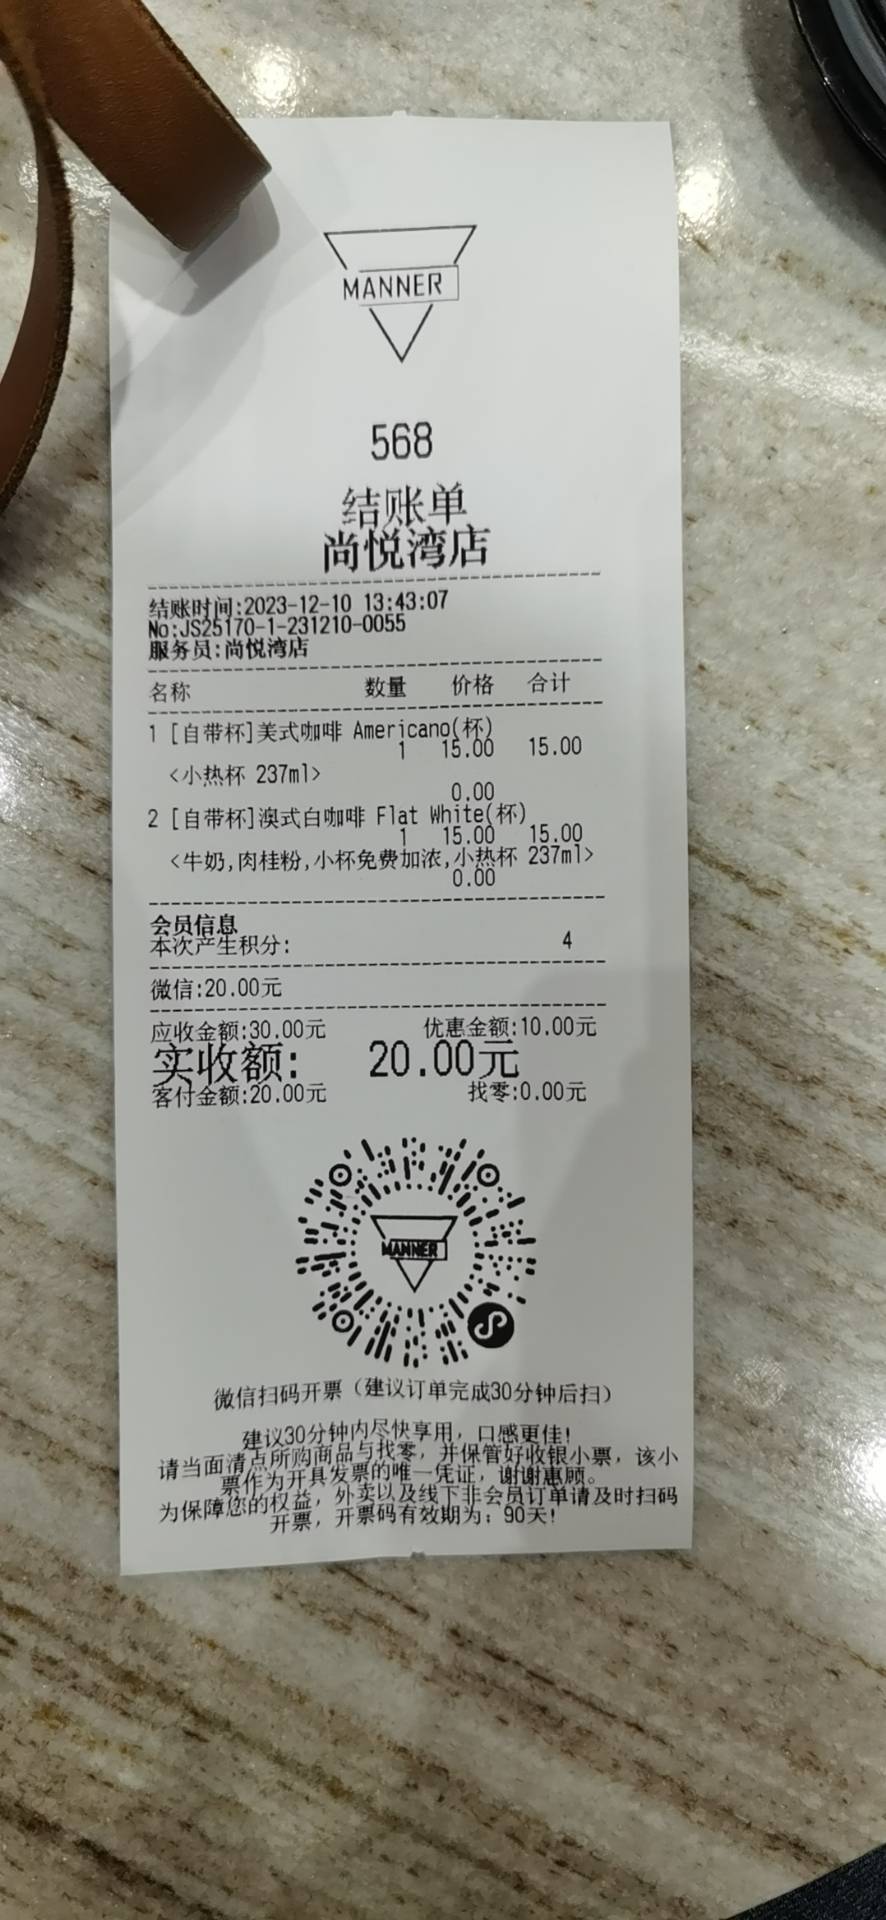 MANNER
568
结账单
尚悦湾店
结账时间:2023-12-10 13:43:07
No:JS25170-1-231210-0055
服务员:尚悦湾店
名称 数量 价格 合计
1 [自带杯]美式咖啡 Americano(杯)
1 15.00 15.00
<小热杯 237ml>
0.00
2 [自带杯]澳式白咖啡 Flat White(杯)
1 15.00 15.00
<牛奶,肉桂粉,小杯免费加浓,小热杯 237ml>
0.00
会员信息
本次产生积分: 4
微信:20.00元
应收金额:30.00元 优惠金额:10.00元
实收额: 20.00元
客付金额:20.00元 找零:0.00元
MANNER
微信扫码开票（建议订单完成30分钟后扫）
建议30分钟内尽快享用，口感更佳!
请当面清点所购商品与找零，并保管好收银小票，该小
票作为开具发票的唯一凭证，谢谢惠顾。
为保障您的权益，外卖以及线下非会员订单请及时扫码
开票，开票码有效期为：90天!